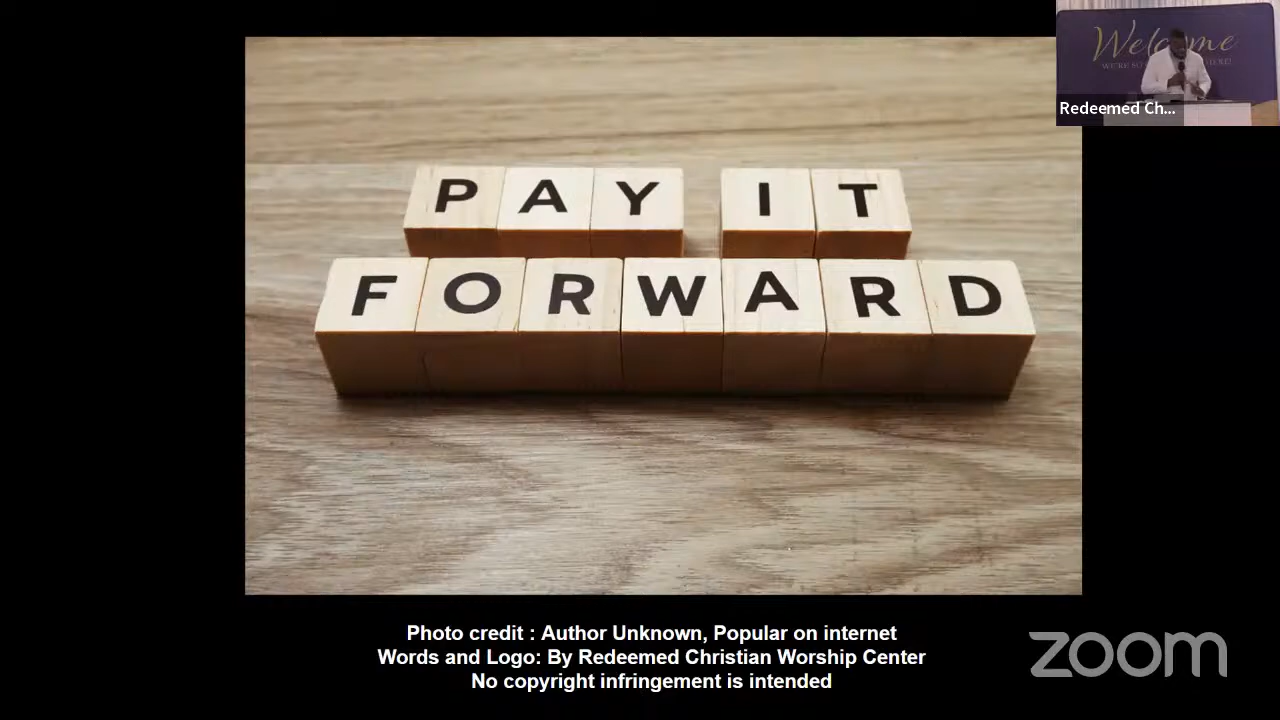 Welcome
Redeemed Ch...
PAY IT
FORWARD
Photo credit : Author Unknown, Popular on internet
Words and Logo: By Redeemed Christian Worship Center
No copyright infringement is intended
zoom